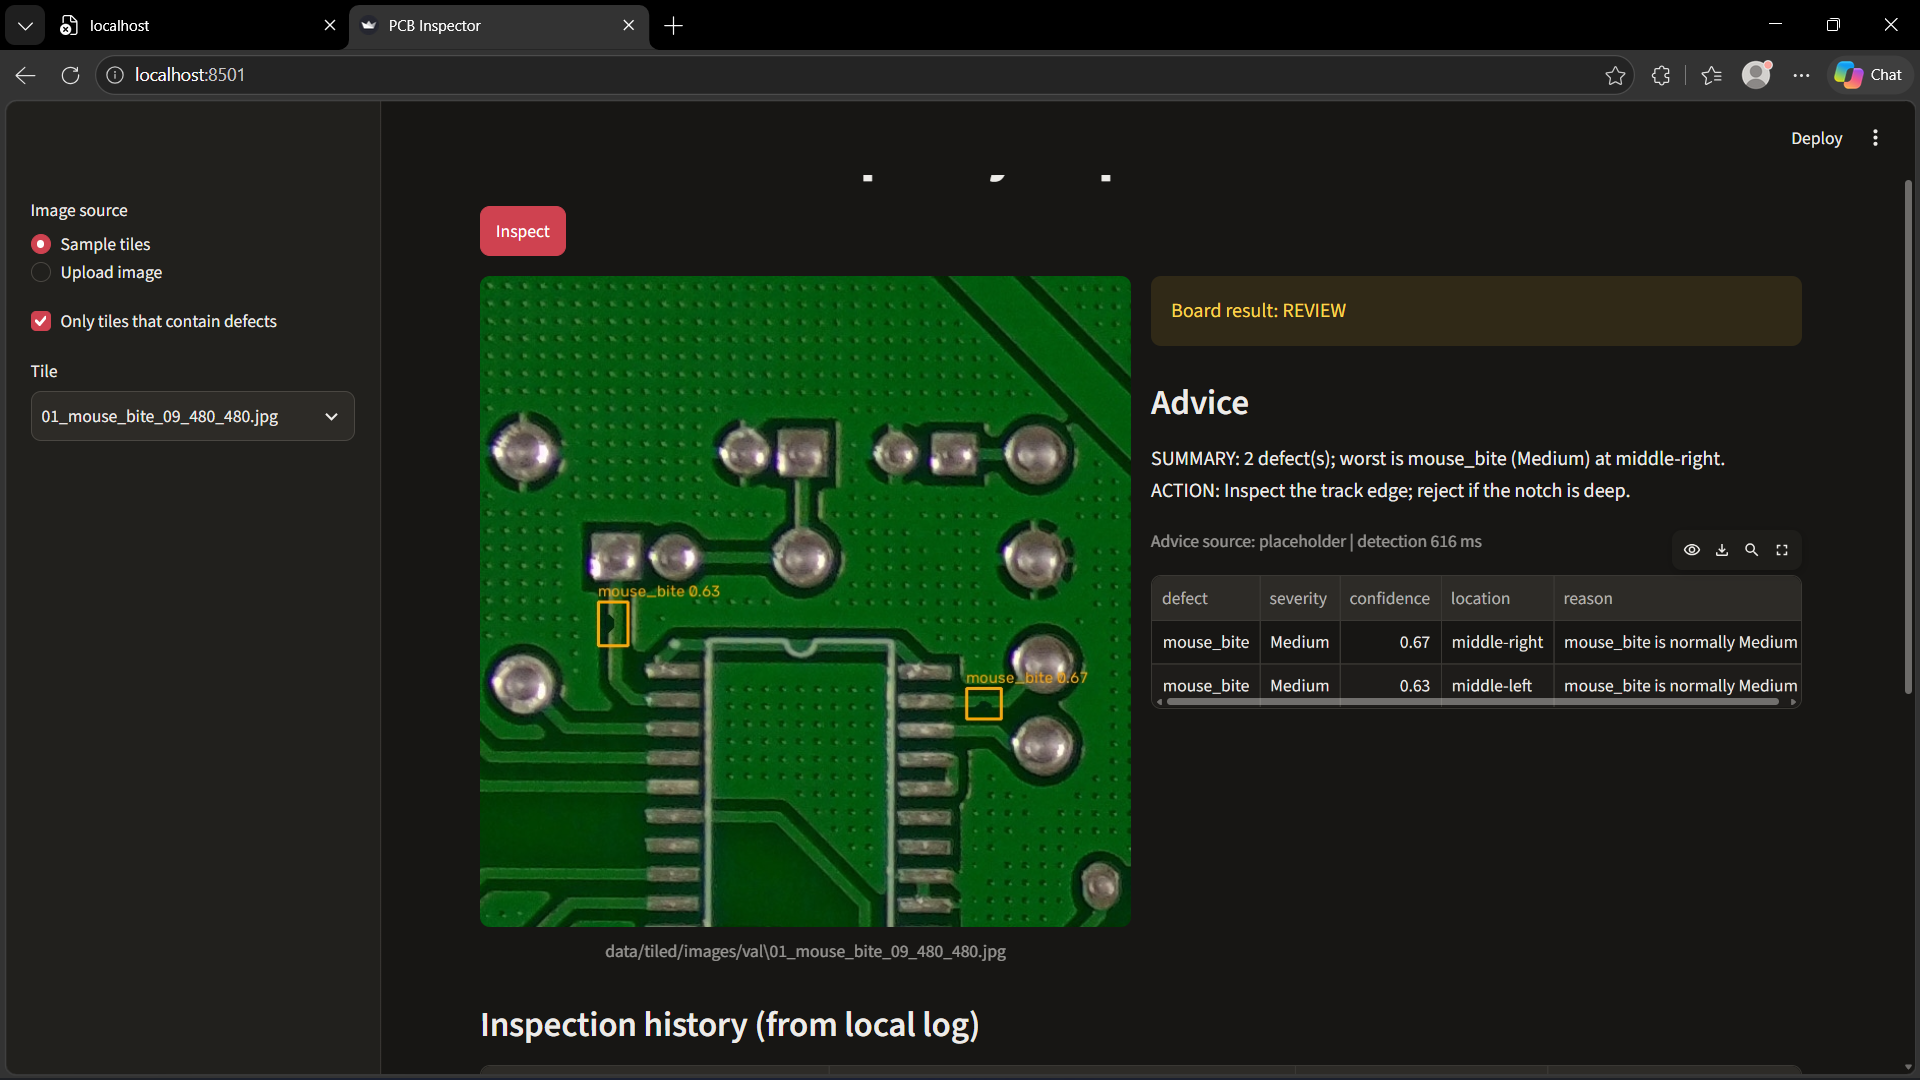 localhost
PCB Inspector
localhost:8501
Chat
Deploy
Image source
Sample tiles
Upload image
Only tiles that contain defects
Tile
01_mouse_bite_09_480_480.jpg
Inspect
mouse_bite 0.63
mouse_bite 0.67
data/tiled/images/val\01_mouse_bite_09_480_480.jpg
Board result: REVIEW
Advice
SUMMARY: 2 defect(s); worst is mouse_bite (Medium) at middle-right.
ACTION: Inspect the track edge; reject if the notch is deep.
Advice source: placeholder | detection 616 ms
defect severity confidence location reason
mouse_bite Medium 0.67 middle-right mouse_bite is normally Medium
mouse_bite Medium 0.63 middle-left mouse_bite is normally Medium
Inspection history (from local log)